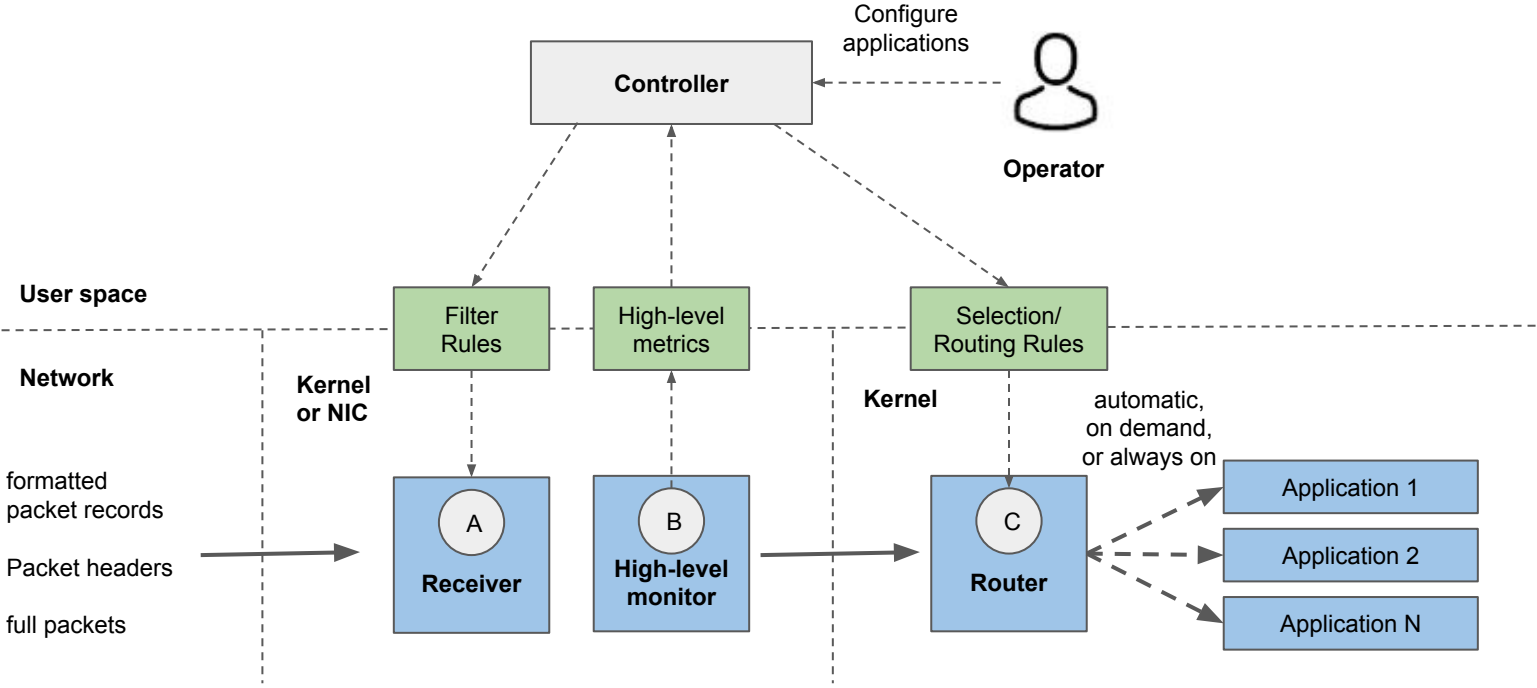 Configure
applications
Controller
Operator
User space
Filter
Rules
High-level
metrics
Selection/
Routing Rules
Network
Kernel
or NIC
Kernel
automatic,
on demand,
or always on
formatted
packet records
Packet headers
full packets
A
Receiver
B
High-level
monitor
C
Router
Application 1
Application 2
Application N